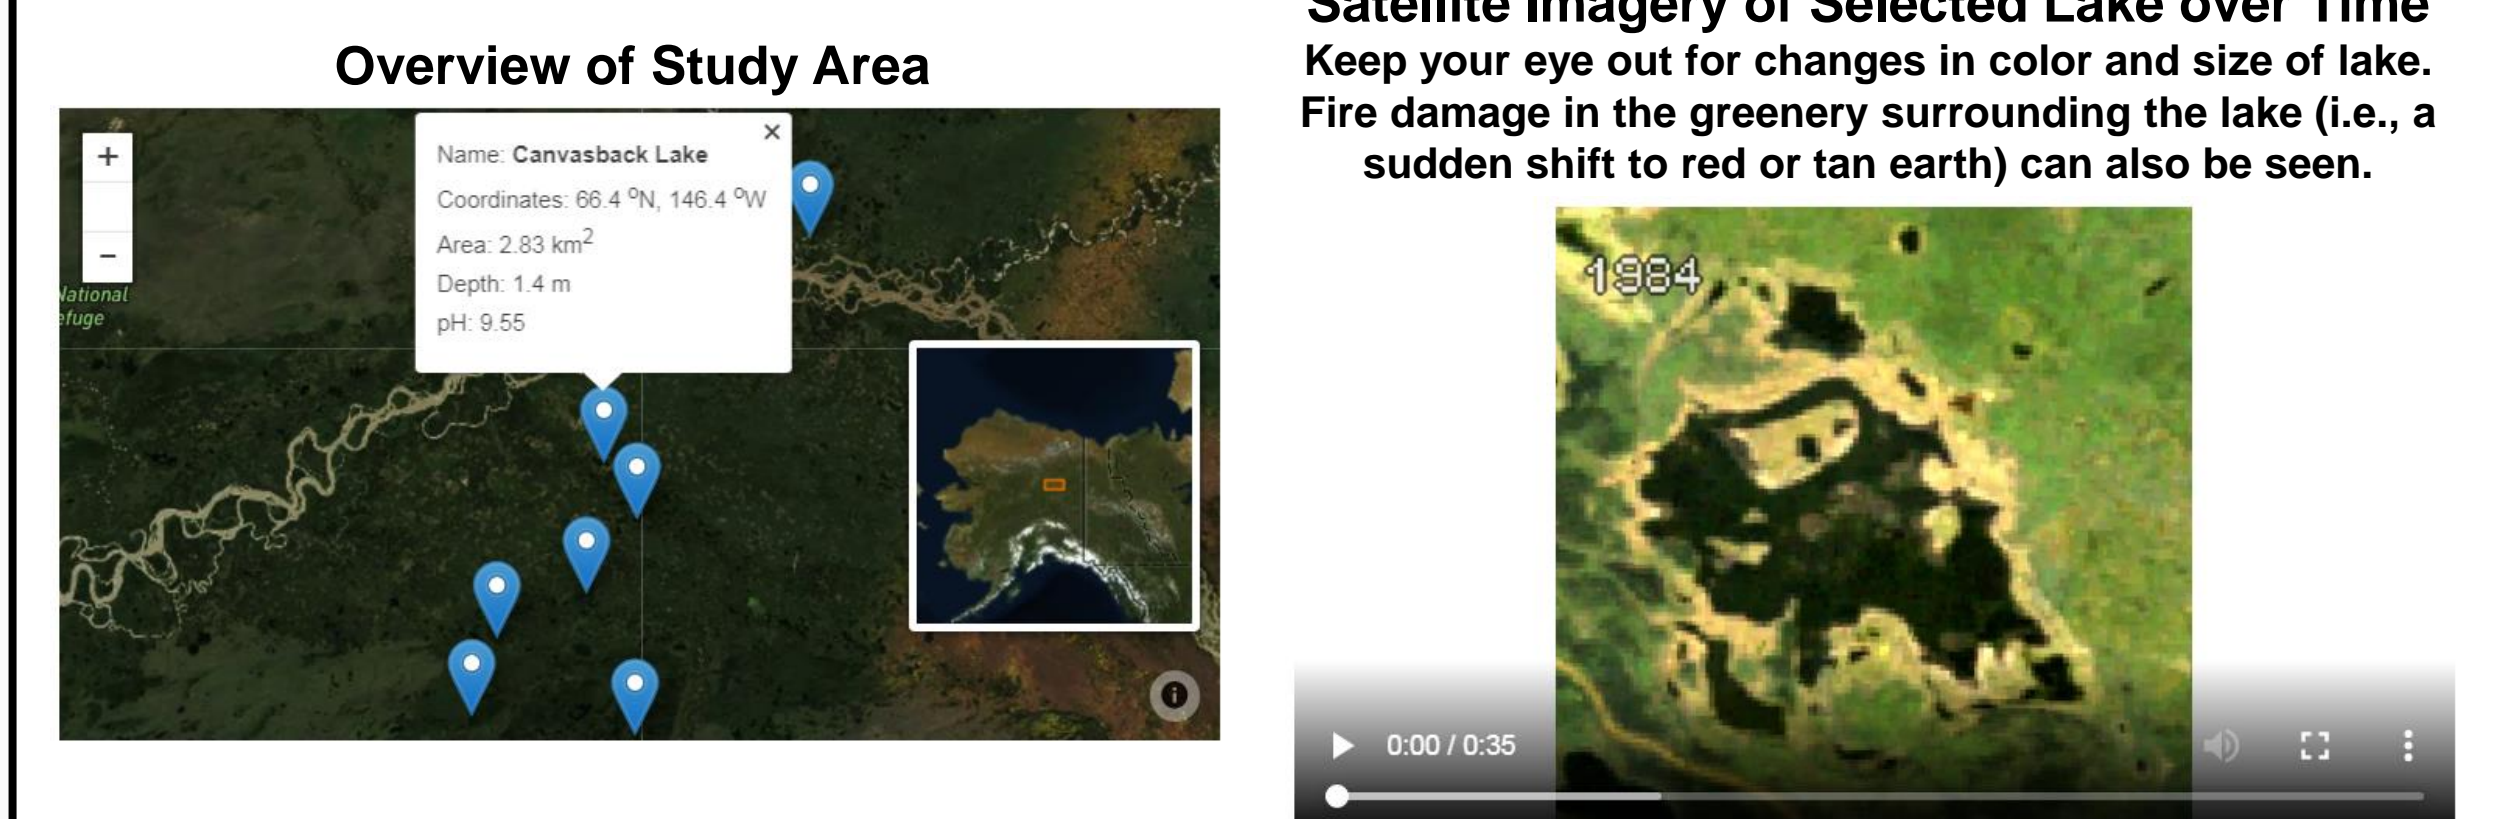 Overview of Study Area
+
−
National
efuge
×
Name: Canvasback Lake
Coordinates: 66.4 ºN, 146.4 ºW
Area: 2.83 km²
Depth: 1.4 m
pH: 9.55
i
Satellite Imagery of Selected Lake over Time
Keep your eye out for changes in color and size of lake.
Fire damage in the greenery surrounding the lake (i.e., a
sudden shift to red or tan earth) can also be seen.
1984
0:00 / 0:35